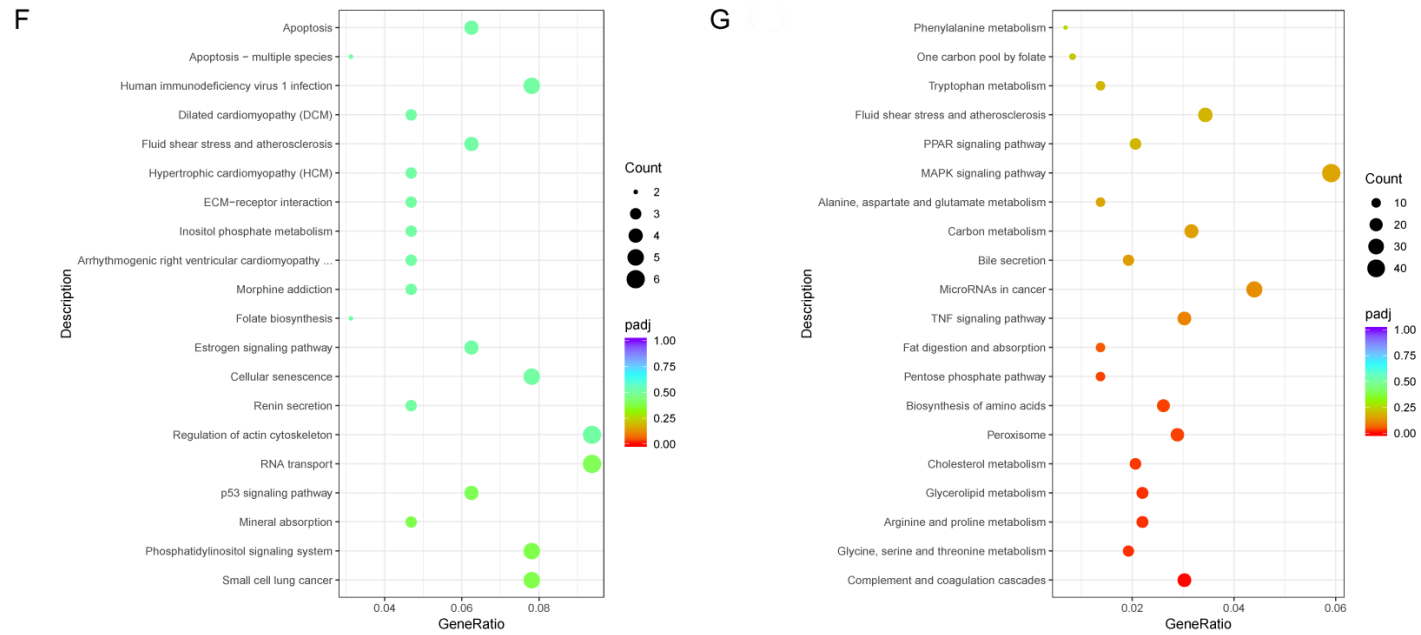 F
Apoptosis
Apoptosis − multiple species
Human immunodeficiency virus 1 infection
Dilated cardiomyopathy (DCM)
Fluid shear stress and atherosclerosis
Hypertrophic cardiomyopathy (HCM)
ECM−receptor interaction
Inositol phosphate metabolism
Arrhythmogenic right ventricular cardiomyopathy ...
Morphine addiction
Folate biosynthesis
Estrogen signaling pathway
Cellular senescence
Renin secretion
Regulation of actin cytoskeleton
RNA transport
p53 signaling pathway
Mineral absorption
Phosphatidylinositol signaling system
Small cell lung cancer
Description
0.04 0.06 0.08
GeneRatio
Count
2
3
4
5
6
padj
1.00
0.75
0.50
0.25
0.00
G
Phenylalanine metabolism
One carbon pool by folate
Tryptophan metabolism
Fluid shear stress and atherosclerosis
PPAR signaling pathway
MAPK signaling pathway
Alanine, aspartate and glutamate metabolism
Carbon metabolism
Bile secretion
MicroRNAs in cancer
TNF signaling pathway
Fat digestion and absorption
Pentose phosphate pathway
Biosynthesis of amino acids
Peroxisome
Cholesterol metabolism
Glycerolipid metabolism
Arginine and proline metabolism
Glycine, serine and threonine metabolism
Complement and coagulation cascades
Description
0.02 0.04 0.06
GeneRatio
Count
10
20
30
40
padj
1.00
0.75
0.50
0.25
0.00